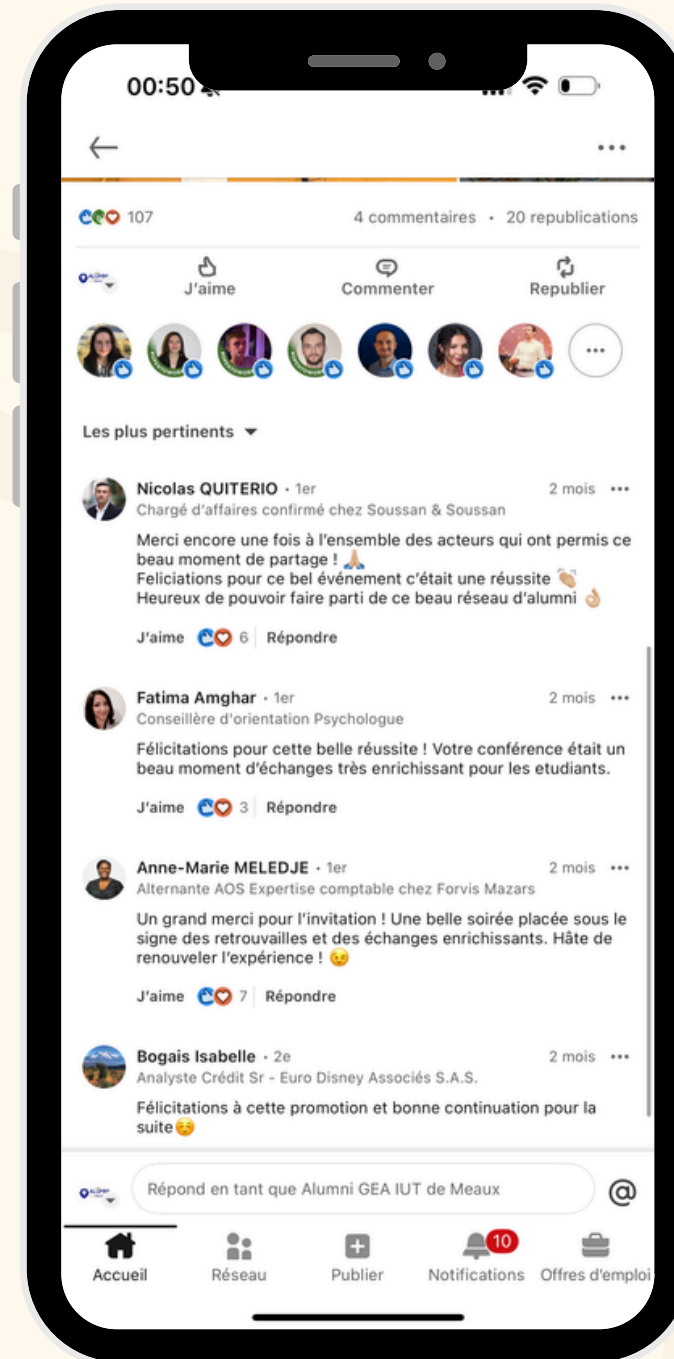 00:50
107
4 commentaires • 20 republications
J'aime
Commenter
Republier
Les plus pertinents
Nicolas QUITERIO • 1er
2 mois
Chargé d'affaires confirmé chez Soussan & Soussan
Merci encore une fois à l'ensemble des acteurs qui ont permis ce
beau moment de partage ! 🙏🏼
Feliciations pour ce bel événement c'était une réussite 👏🏼
Heureux de pouvoir faire parti de ce beau réseau d'alumni 👌🏼
J'aime 6 Répondre
Fatima Amghar • 1er
2 mois
Conseillère d'orientation Psychologue
Félicitations pour cette belle réussite ! Votre conférence était un
beau moment d'échanges très enrichissant pour les etudiants.
J'aime 3 Répondre
Anne-Marie MELEDJE • 1er
2 mois
Alternante AOS Expertise comptable chez Forvis Mazars
Un grand merci pour l'invitation ! Une belle soirée placée sous le
signe des retrouvailles et des échanges enrichissants. Hâte de
renouveler l'expérience ! 😉
J'aime 7 Répondre
Bogais Isabelle • 2e
2 mois
Analyste Crédit Sr - Euro Disney Associés S.A.S.
Félicitations à cette promotion et bonne continuation pour la
suite ☺️
Répond en tant que Alumni GEA IUT de Meaux
@
10
Accueil
Réseau
Publier
Notifications
Offres d'emploi